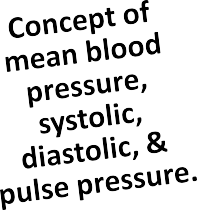 Concept of
mean blood
pressure,
systolic,
diastolic, &
pulse pressure.